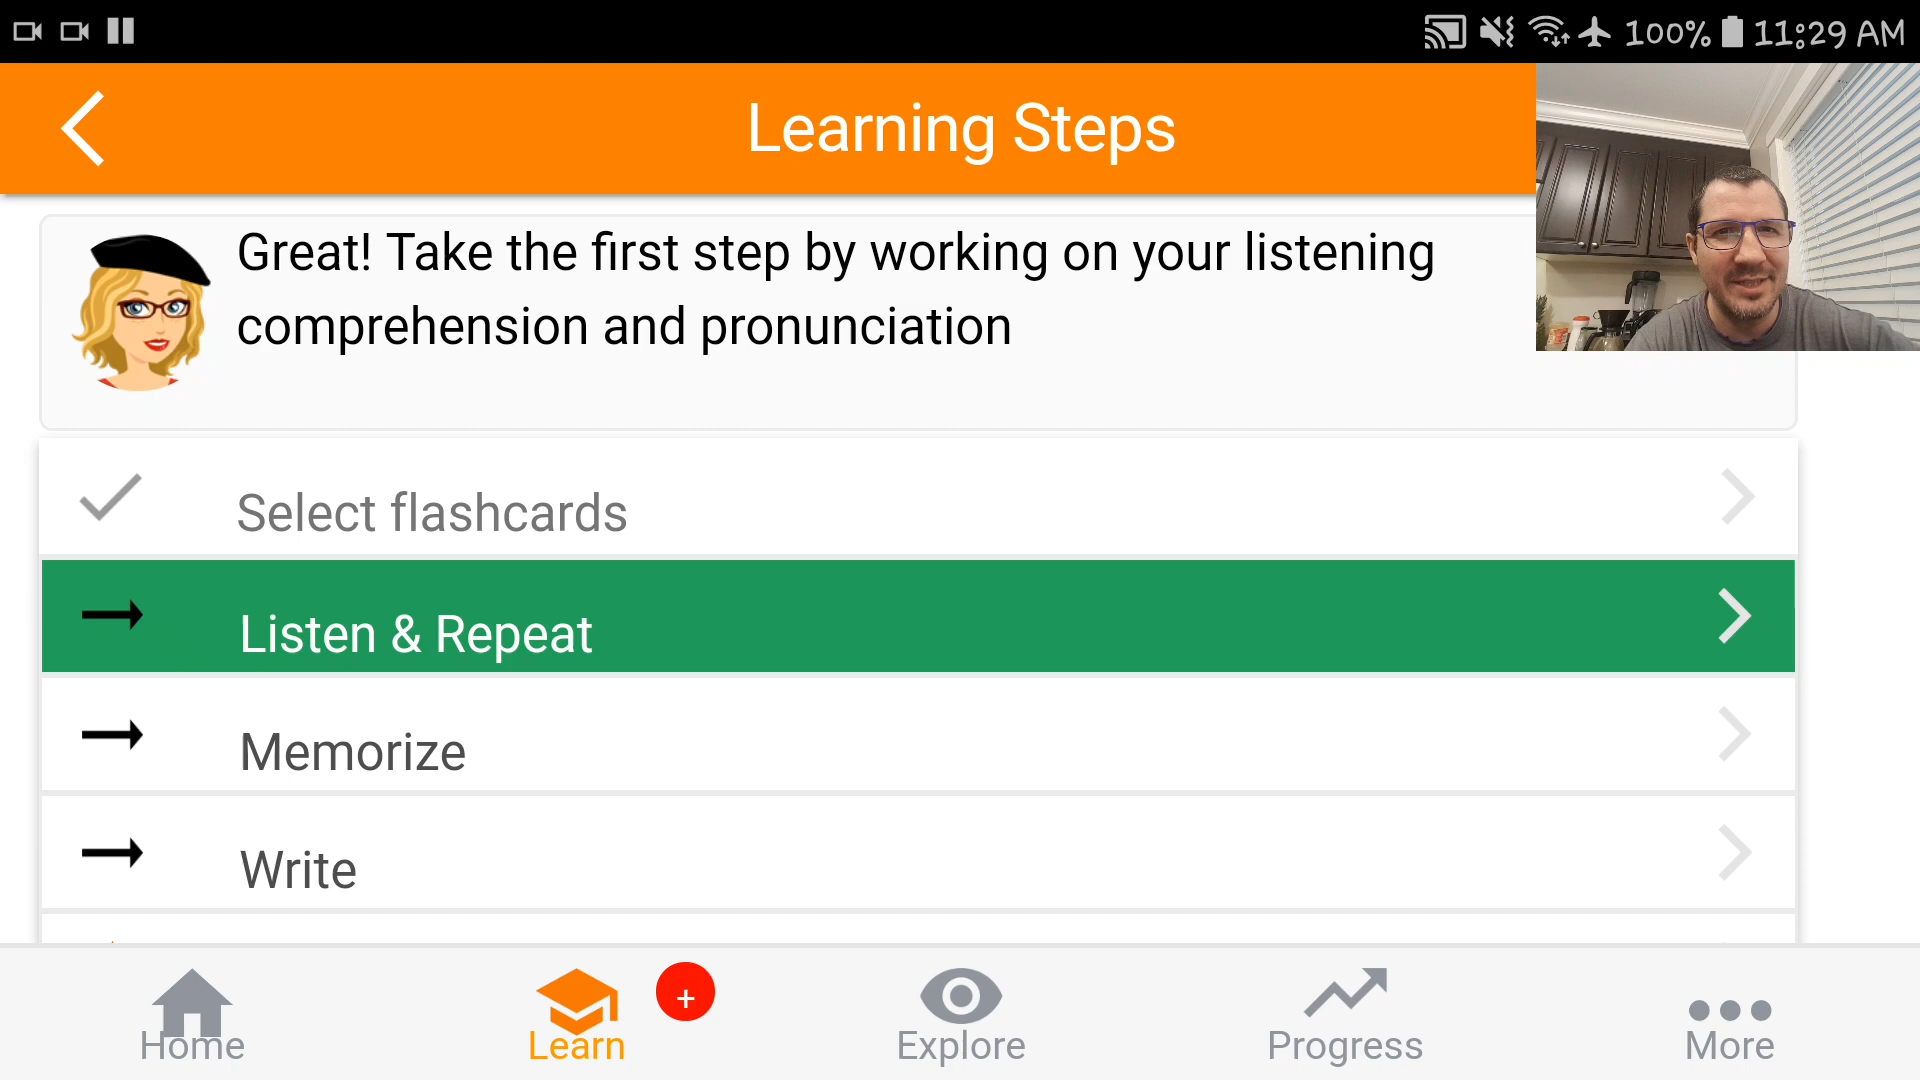 100% 11:29 AM
Learning Steps
Great! Take the first step by working on your listening
comprehension and pronunciation
Select flashcards
Listen & Repeat
Memorize
Write
+
Home
Learn
Explore
Progress
More